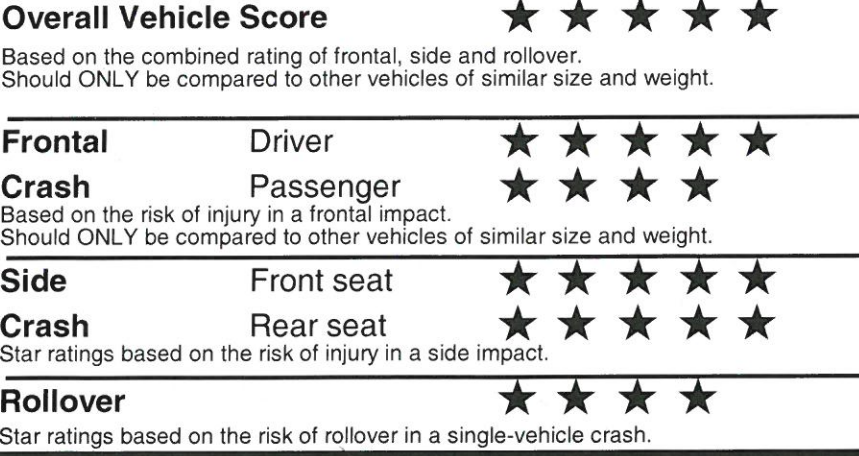 Overall Vehicle Score ★ ★ ★ ★ ★
Based on the combined rating of frontal, side and rollover.
Should ONLY be compared to other vehicles of similar size and weight.
Frontal Driver ★ ★ ★ ★ ★
Crash Passenger ★ ★ ★ ★
Based on the risk of injury in a frontal impact.
Should ONLY be compared to other vehicles of similar size and weight.
Side Front seat ★ ★ ★ ★ ★
Crash Rear seat ★ ★ ★ ★ ★
Star ratings based on the risk of injury in a side impact.
Rollover ★ ★ ★ ★
Star ratings based on the risk of rollover in a single-vehicle crash.